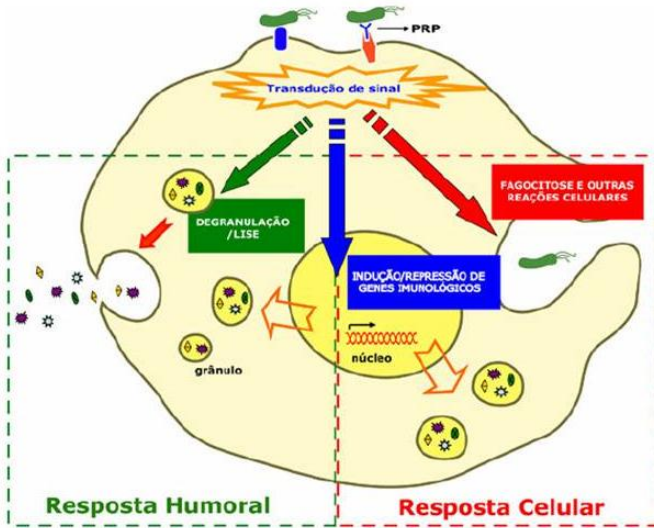 PRP
Transdução de sinal
FAGOCITOSE E OUTRAS
REAÇÕES CELULARES
DEGRANULAÇÃO
/LISE
INDUÇÃO/REPRESSÃO DE
GENES IMUNOLÓGICOS
núcleo
grânulo
Resposta Humoral
Resposta Celular